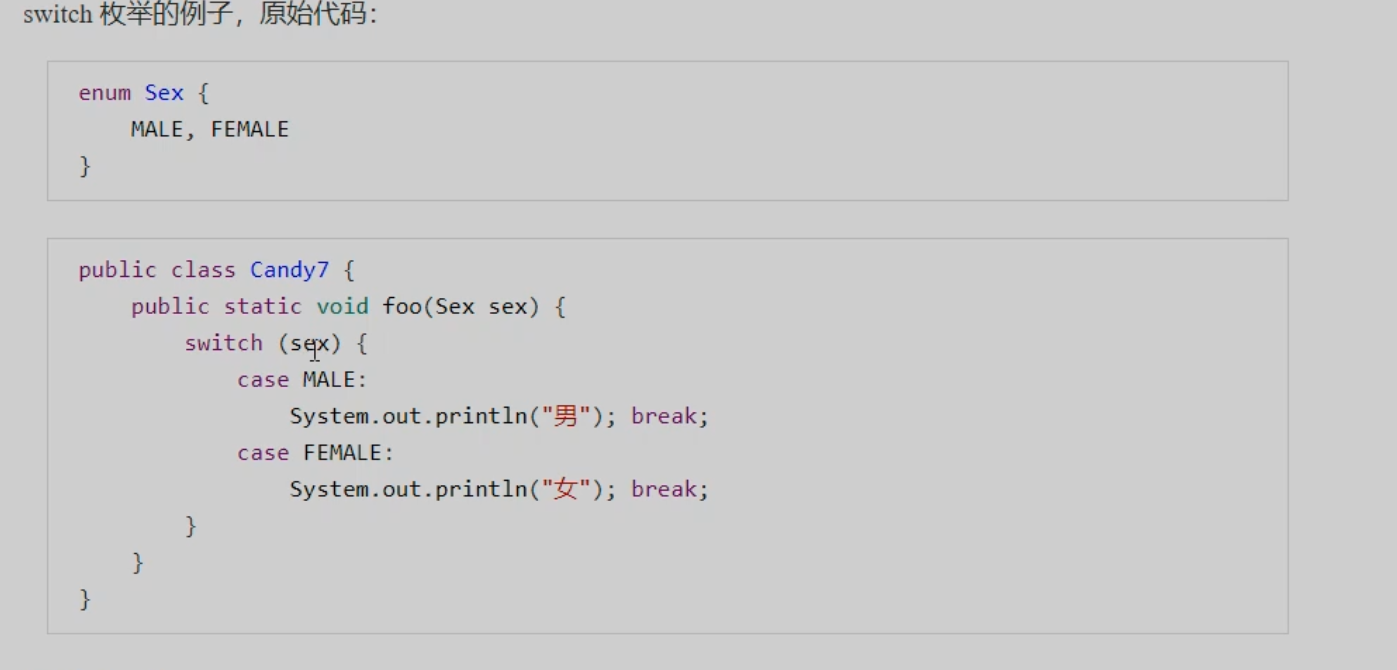 switch 枚举的例子，原始代码：
enum Sex {
    MALE, FEMALE
}
public class Candy7 {
    public static void foo(Sex sex) {
        switch (sex) {
            case MALE:
                System.out.println("男"); break;
            case FEMALE:
                System.out.println("女"); break;
        }
    }
}